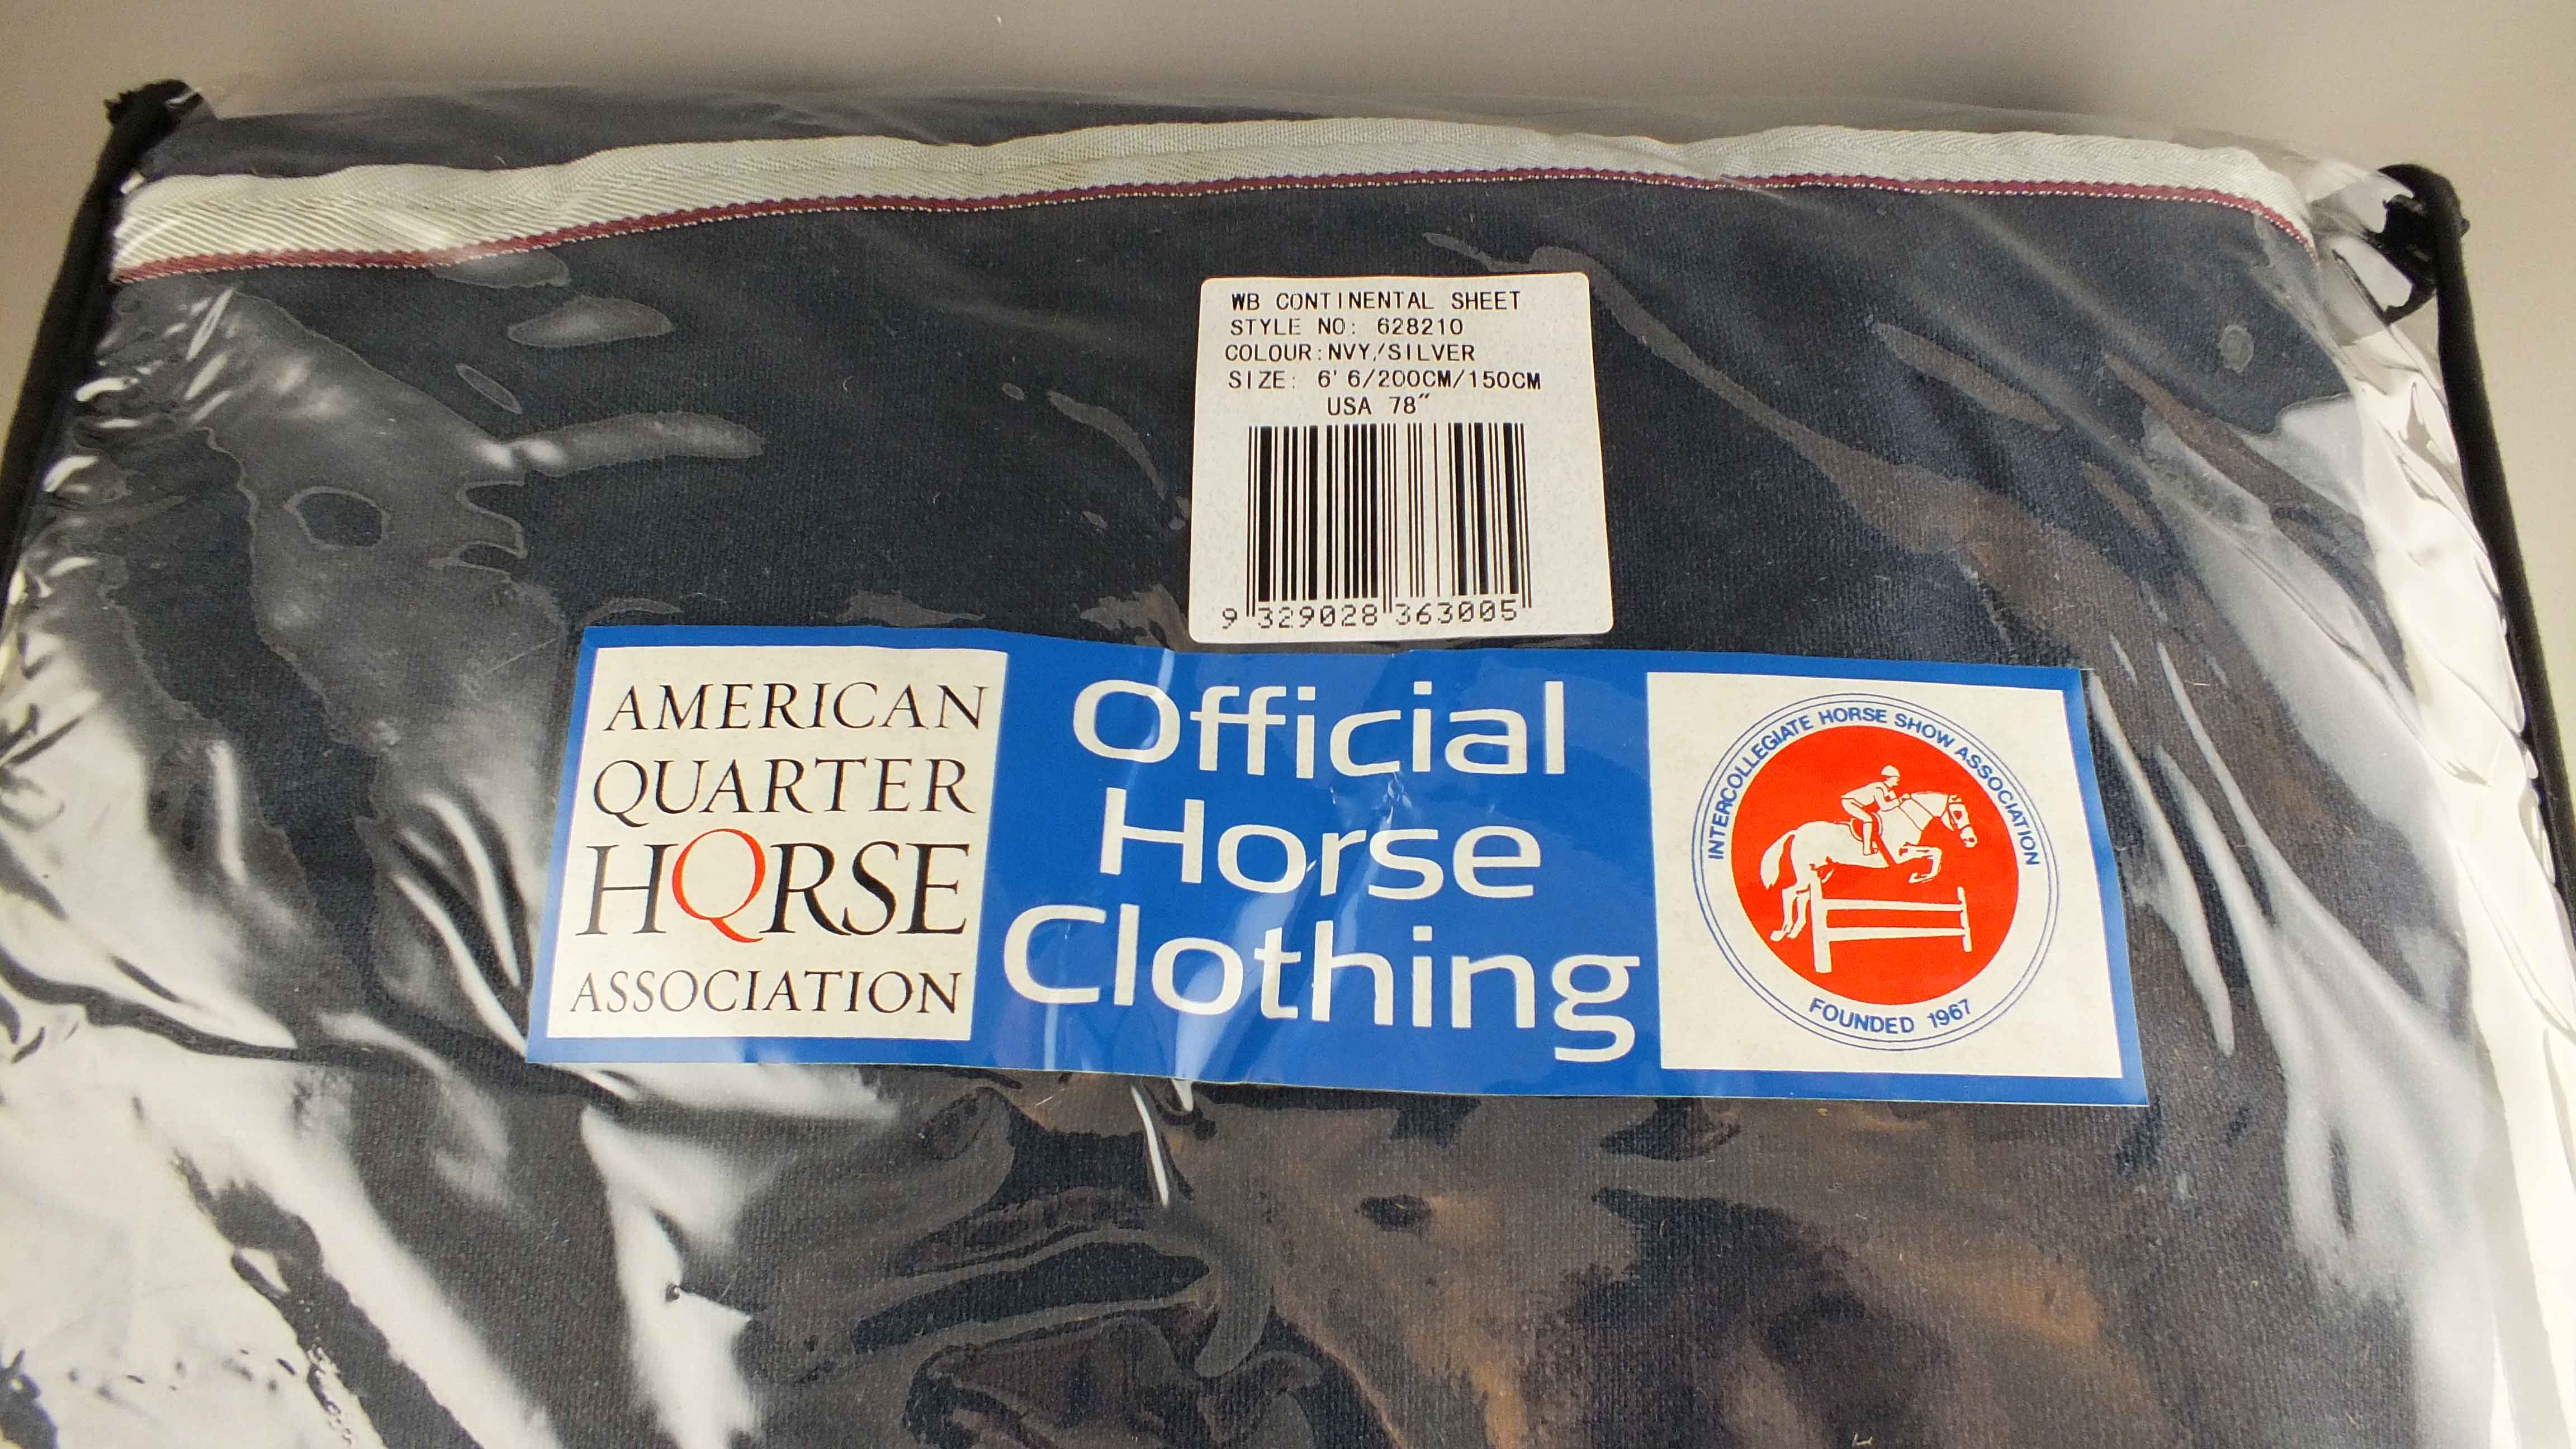 WB CONTINENTAL SHEET
STYLE NO: 628210
COLOUR:NVY/SILVER
SIZE: 6'6/200CM/150CM
USA 78"
9 329028 363005
AMERICAN
QUARTER
HQRSE
ASSOCIATION
Official
Horse
Clothing
INTERCOLLEGIATE HORSE SHOW ASSOCIATION
FOUNDED 1967